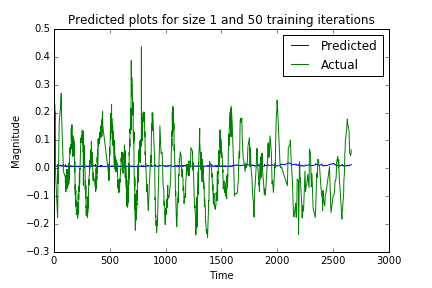 Predicted plots for size 1 and 50 training iterations
0.5
0.4
0.3
0.2
0.1
0.0
−0.1
−0.2
−0.3
Magnitude
Predicted
Actual
0 500 1000 1500 2000 2500 3000
Time